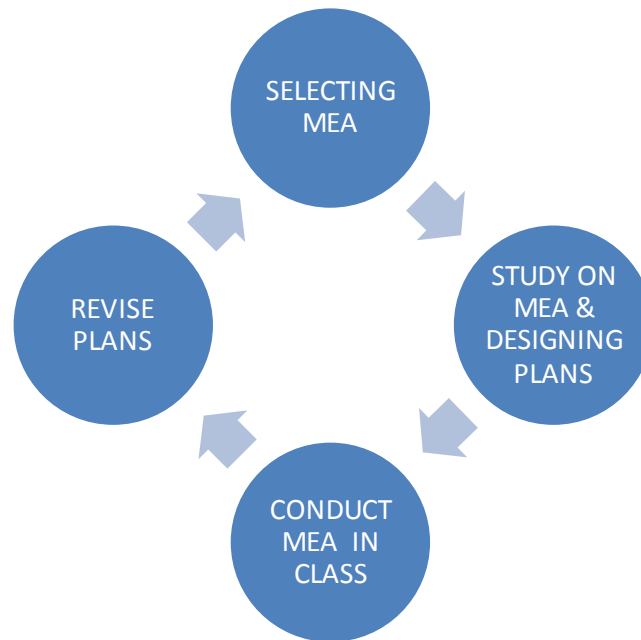 SELECTING
MEA
STUDY ON
MEA &
DESIGNING
PLANS
CONDUCT
MEA IN
CLASS
REVISE
PLANS